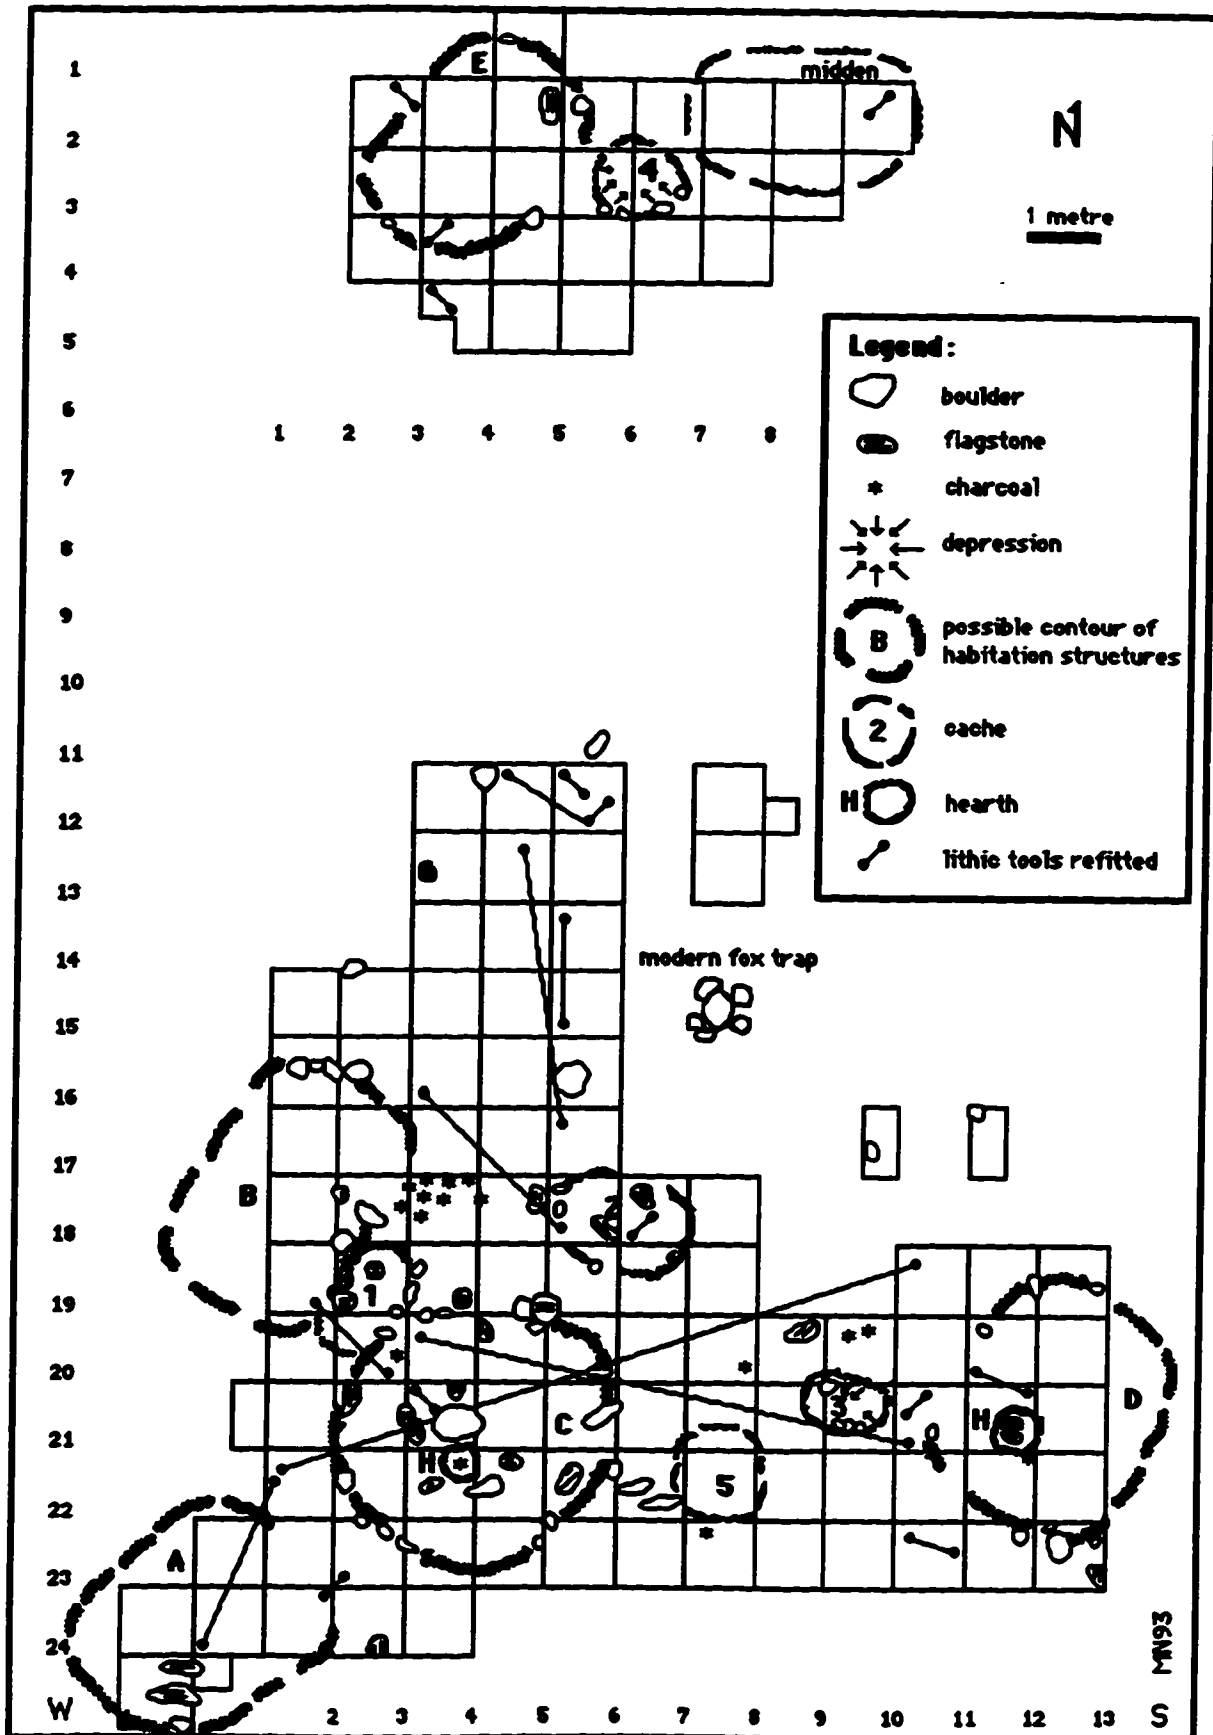 1
E
midden
N
2
4
3
1 metre
4
5
Legend:
boulder
6
1 2 3 4 5 6 7 8
flagstone
7
charcoal
8
depression
9
B
possible contour of
habitation structures
10
2
cache
11
H
hearth
12
lithic tools refitted
13
14
modern fox trap
15
16
17
B
2
18
1
19
20
3
D
H
C
21
H
5
22
A
23
24
MN93
W 2 3 4 5 6 7 8 9 10 11 12 13 S